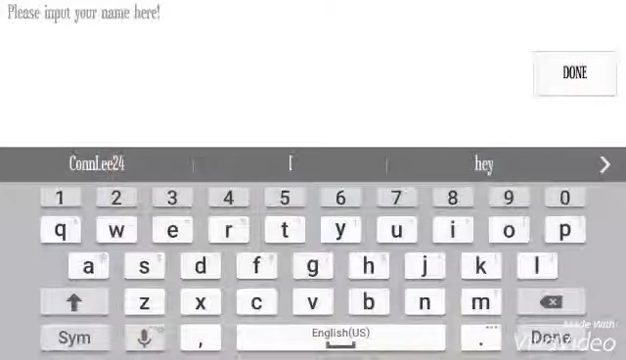 Please input your name here!
DONE
ConnLee24 I hey
1 2 3 4 5 6 7 8 9 0
q w e r t y u i o p
a s d f g h j k l
z x c v b n m
Sym , English(US) . Done
Made With
VivaVideo